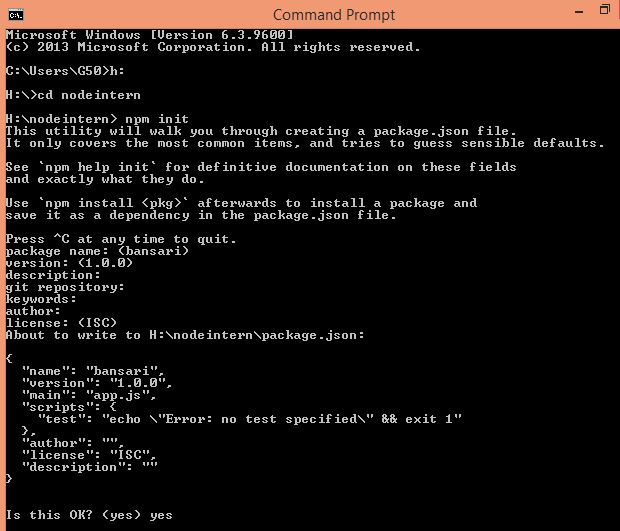 Command Prompt
Microsoft Windows [Version 6.3.9600]
(c) 2013 Microsoft Corporation. All rights reserved.
C:\Users\G50>h:
H:\>cd nodeintern
H:\nodeintern> npm init
This utility will walk you through creating a package.json file.
It only covers the most common items, and tries to guess sensible defaults.
See `npm help init` for definitive documentation on these fields
and exactly what they do.
Use `npm install <pkg>` afterwards to install a package and
save it as a dependency in the package.json file.
Press ^C at any time to quit.
package name: (bansari)
version: (1.0.0)
description:
git repository:
keywords:
author:
license: (ISC)
About to write to H:\nodeintern\package.json:
{
  "name": "bansari",
  "version": "1.0.0",
  "main": "app.js",
  "scripts": {
    "test": "echo \"Error: no test specified\" && exit 1"
  },
  "author": "",
  "license": "ISC",
  "description": ""
}
Is this OK? (yes) yes